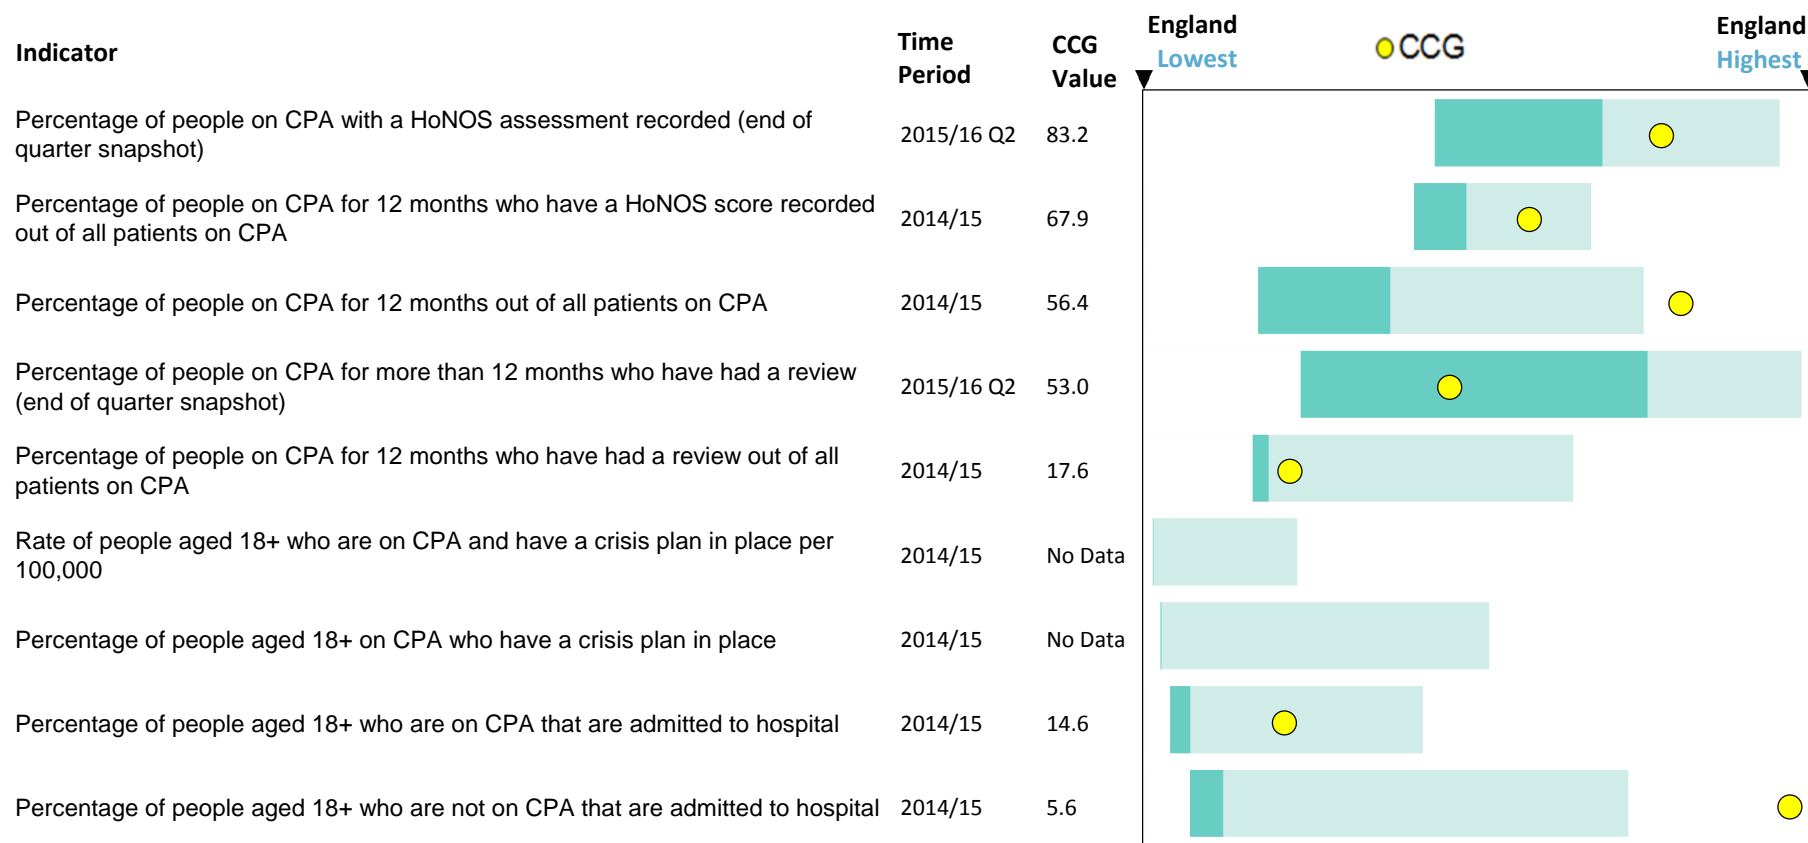 Indicator
Time
Period
CCG
Value
England
Lowest
CCG
England
Highest
Percentage of people on CPA with a HoNOS assessment recorded (end of
quarter snapshot)
2015/16 Q2
83.2
Percentage of people on CPA for 12 months who have a HoNOS score recorded
out of all patients on CPA
2014/15
67.9
Percentage of people on CPA for 12 months out of all patients on CPA
2014/15
56.4
Percentage of people on CPA for more than 12 months who have had a review
(end of quarter snapshot)
2015/16 Q2
53.0
Percentage of people on CPA for 12 months who have had a review out of all
patients on CPA
2014/15
17.6
Rate of people aged 18+ who are on CPA and have a crisis plan in place per
100,000
2014/15
No Data
Percentage of people aged 18+ on CPA who have a crisis plan in place
2014/15
No Data
Percentage of people aged 18+ who are on CPA that are admitted to hospital
2014/15
14.6
Percentage of people aged 18+ who are not on CPA that are admitted to hospital
2014/15
5.6